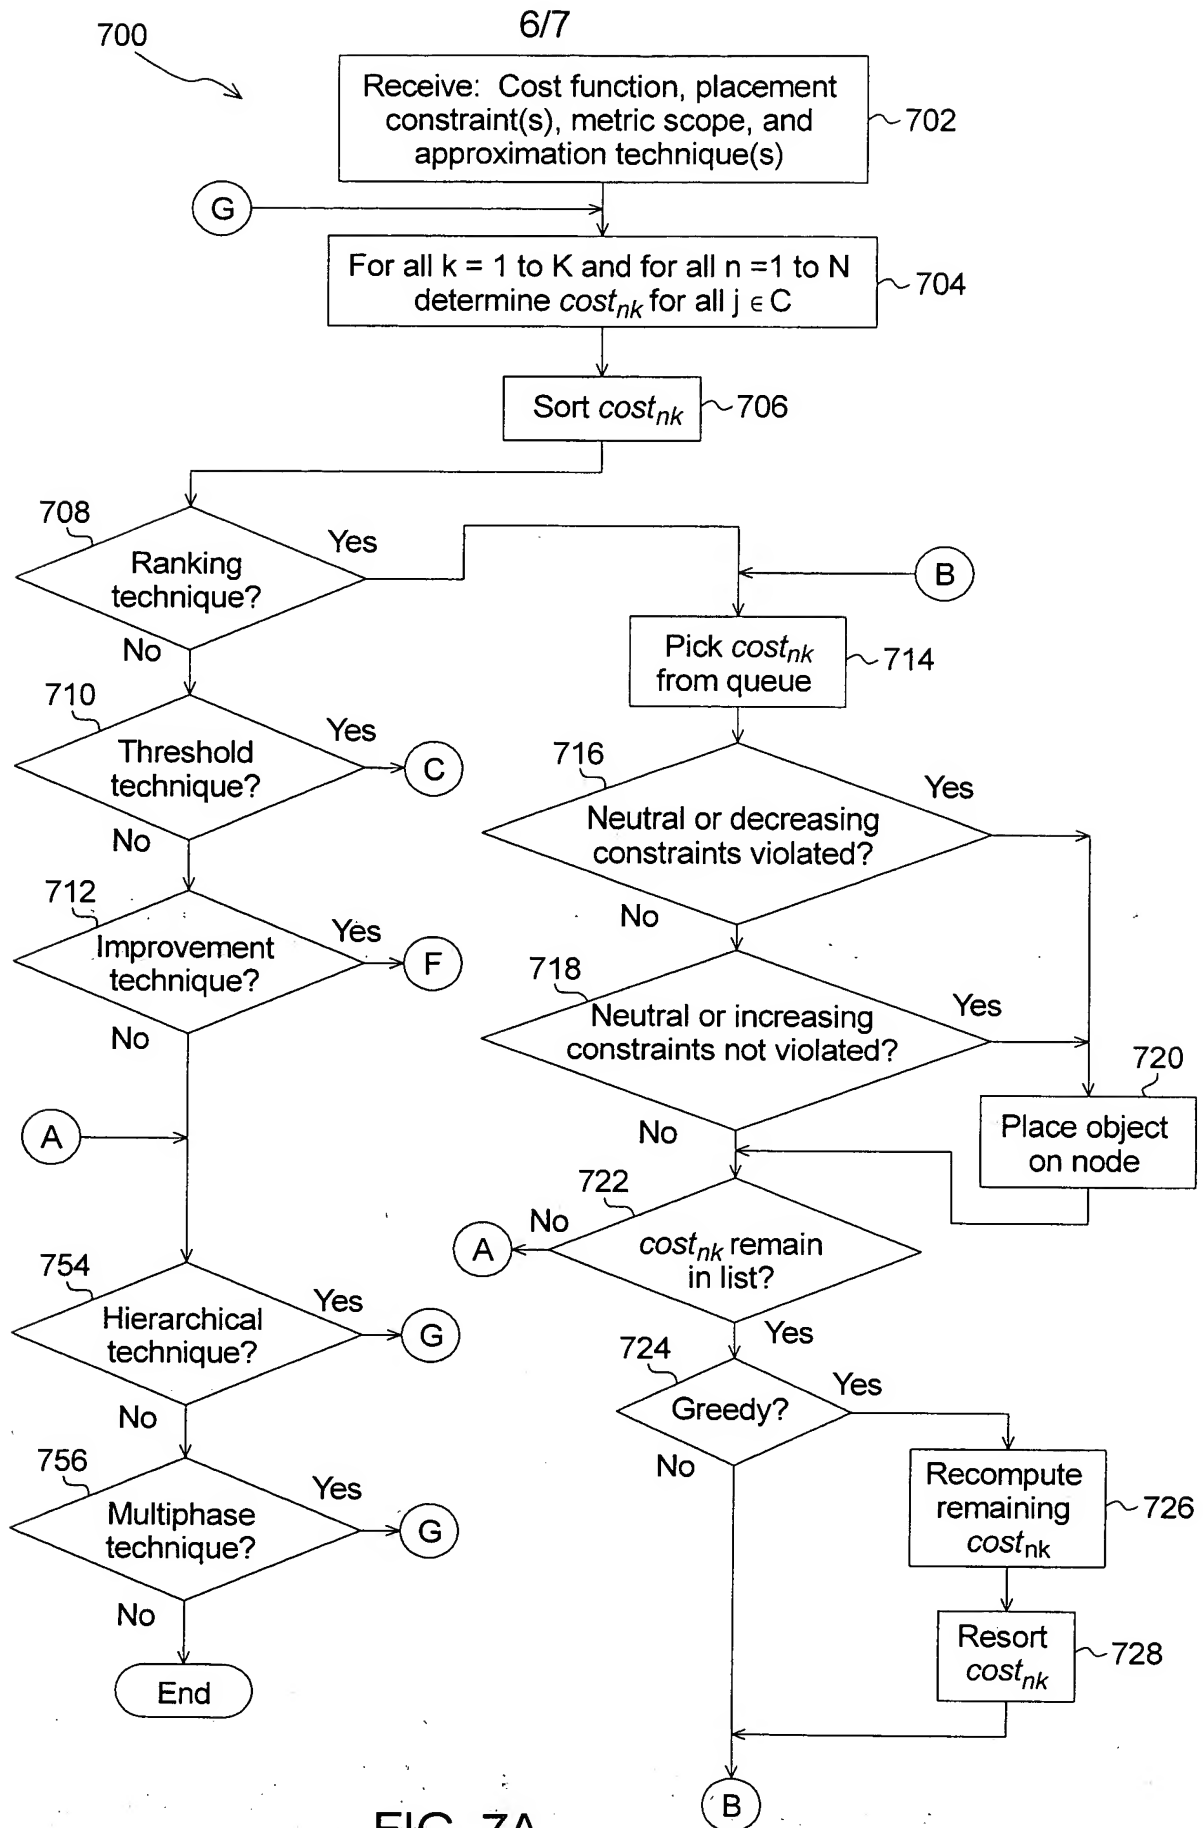 6/7
700
Receive: Cost function, placement
constraint(s), metric scope, and
approximation technique(s)
702
G
For all k = 1 to K and for all n =1 to N
determine cost_nk for all j ∈ C
704
Sort cost_nk
706
708
Ranking
technique?
Yes
No
B
Pick cost_nk
from queue
714
710
Threshold
technique?
Yes
C
No
716
Neutral or decreasing
constraints violated?
Yes
No
712
Improvement
technique?
Yes
F
No
718
Neutral or increasing
constraints not violated?
Yes
No
720
Place object
on node
A
722
cost_nk remain
in list?
No
A
Yes
754
Hierarchical
technique?
Yes
G
No
724
Greedy?
Yes
No
726
Recompute
remaining
cost_nk
756
Multiphase
technique?
Yes
G
No
Resort
cost_nk
728
End
B
FIG. 7A